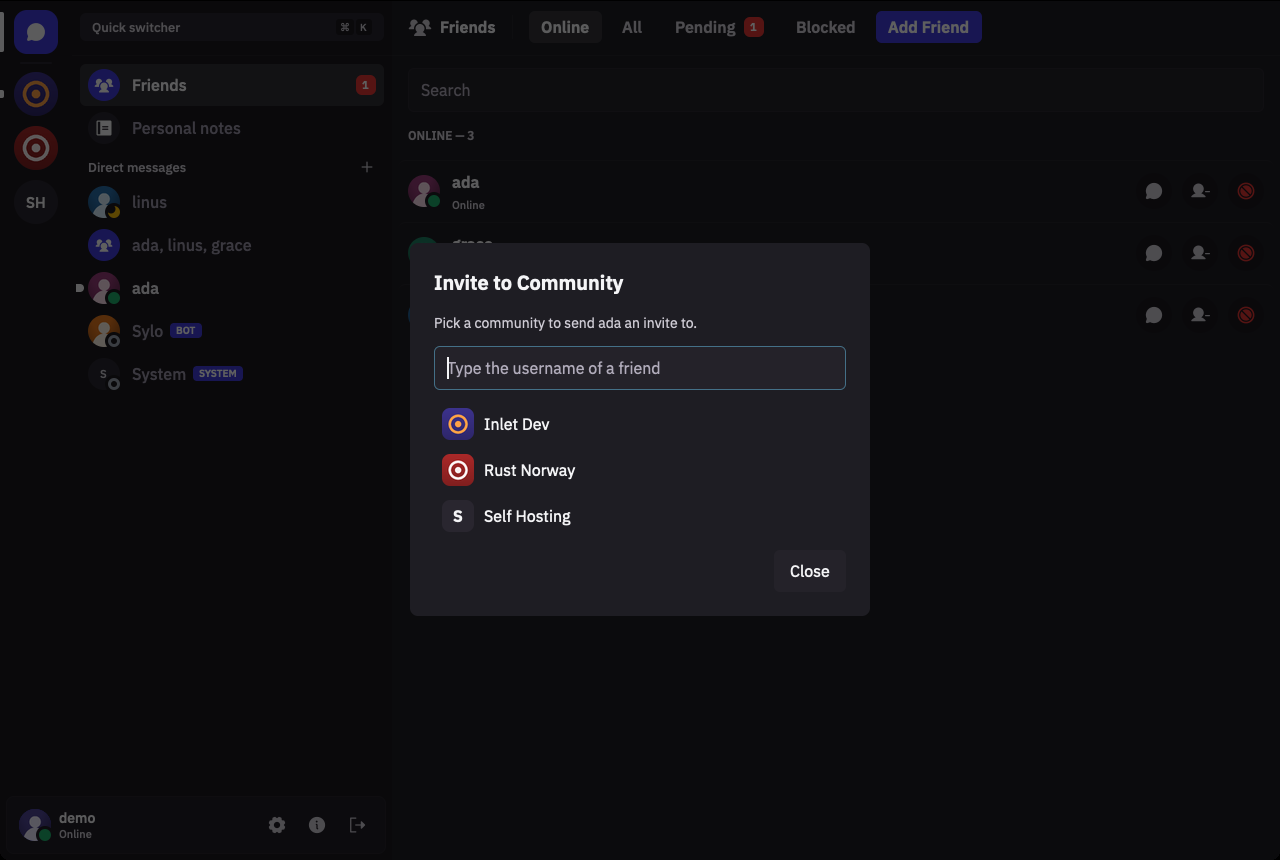 Quick switcher ⌘ K
Friends 1
Personal notes
Direct messages
linus
ada, linus, grace
ada
Sylo BOT
S System SYSTEM
SH
demo
Online
Friends Online All Pending 1 Blocked Add Friend
Search
ONLINE — 3
ada
Online
Invite to Community
Pick a community to send ada an invite to.
Type the username of a friend
Inlet Dev
Rust Norway
S Self Hosting
Close